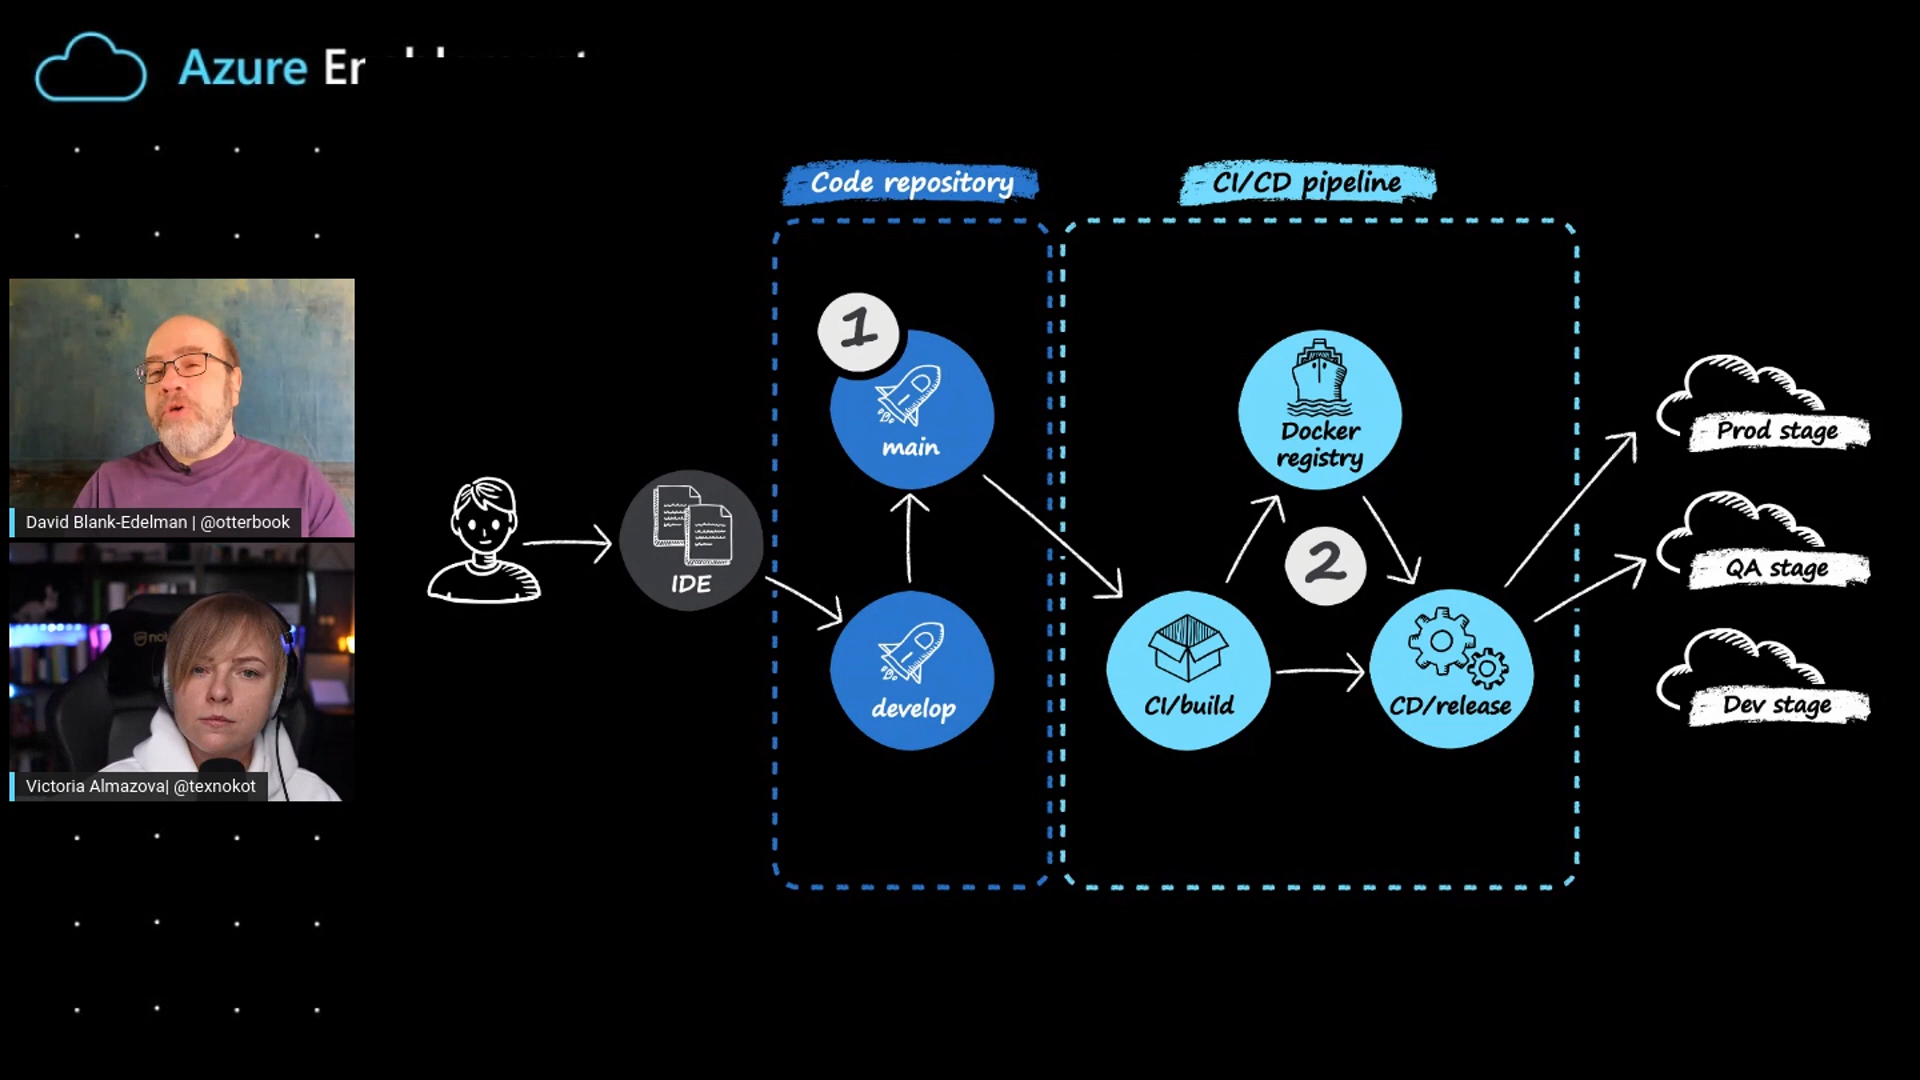 Azure
Code repository
CI/CD pipeline
1
main
Docker
registry
Prod stage
David Blank-Edelman | @otterbook
2
QA stage
IDE
develop
CI/build
CD/release
Dev stage
Victoria Almazova| @texnokot